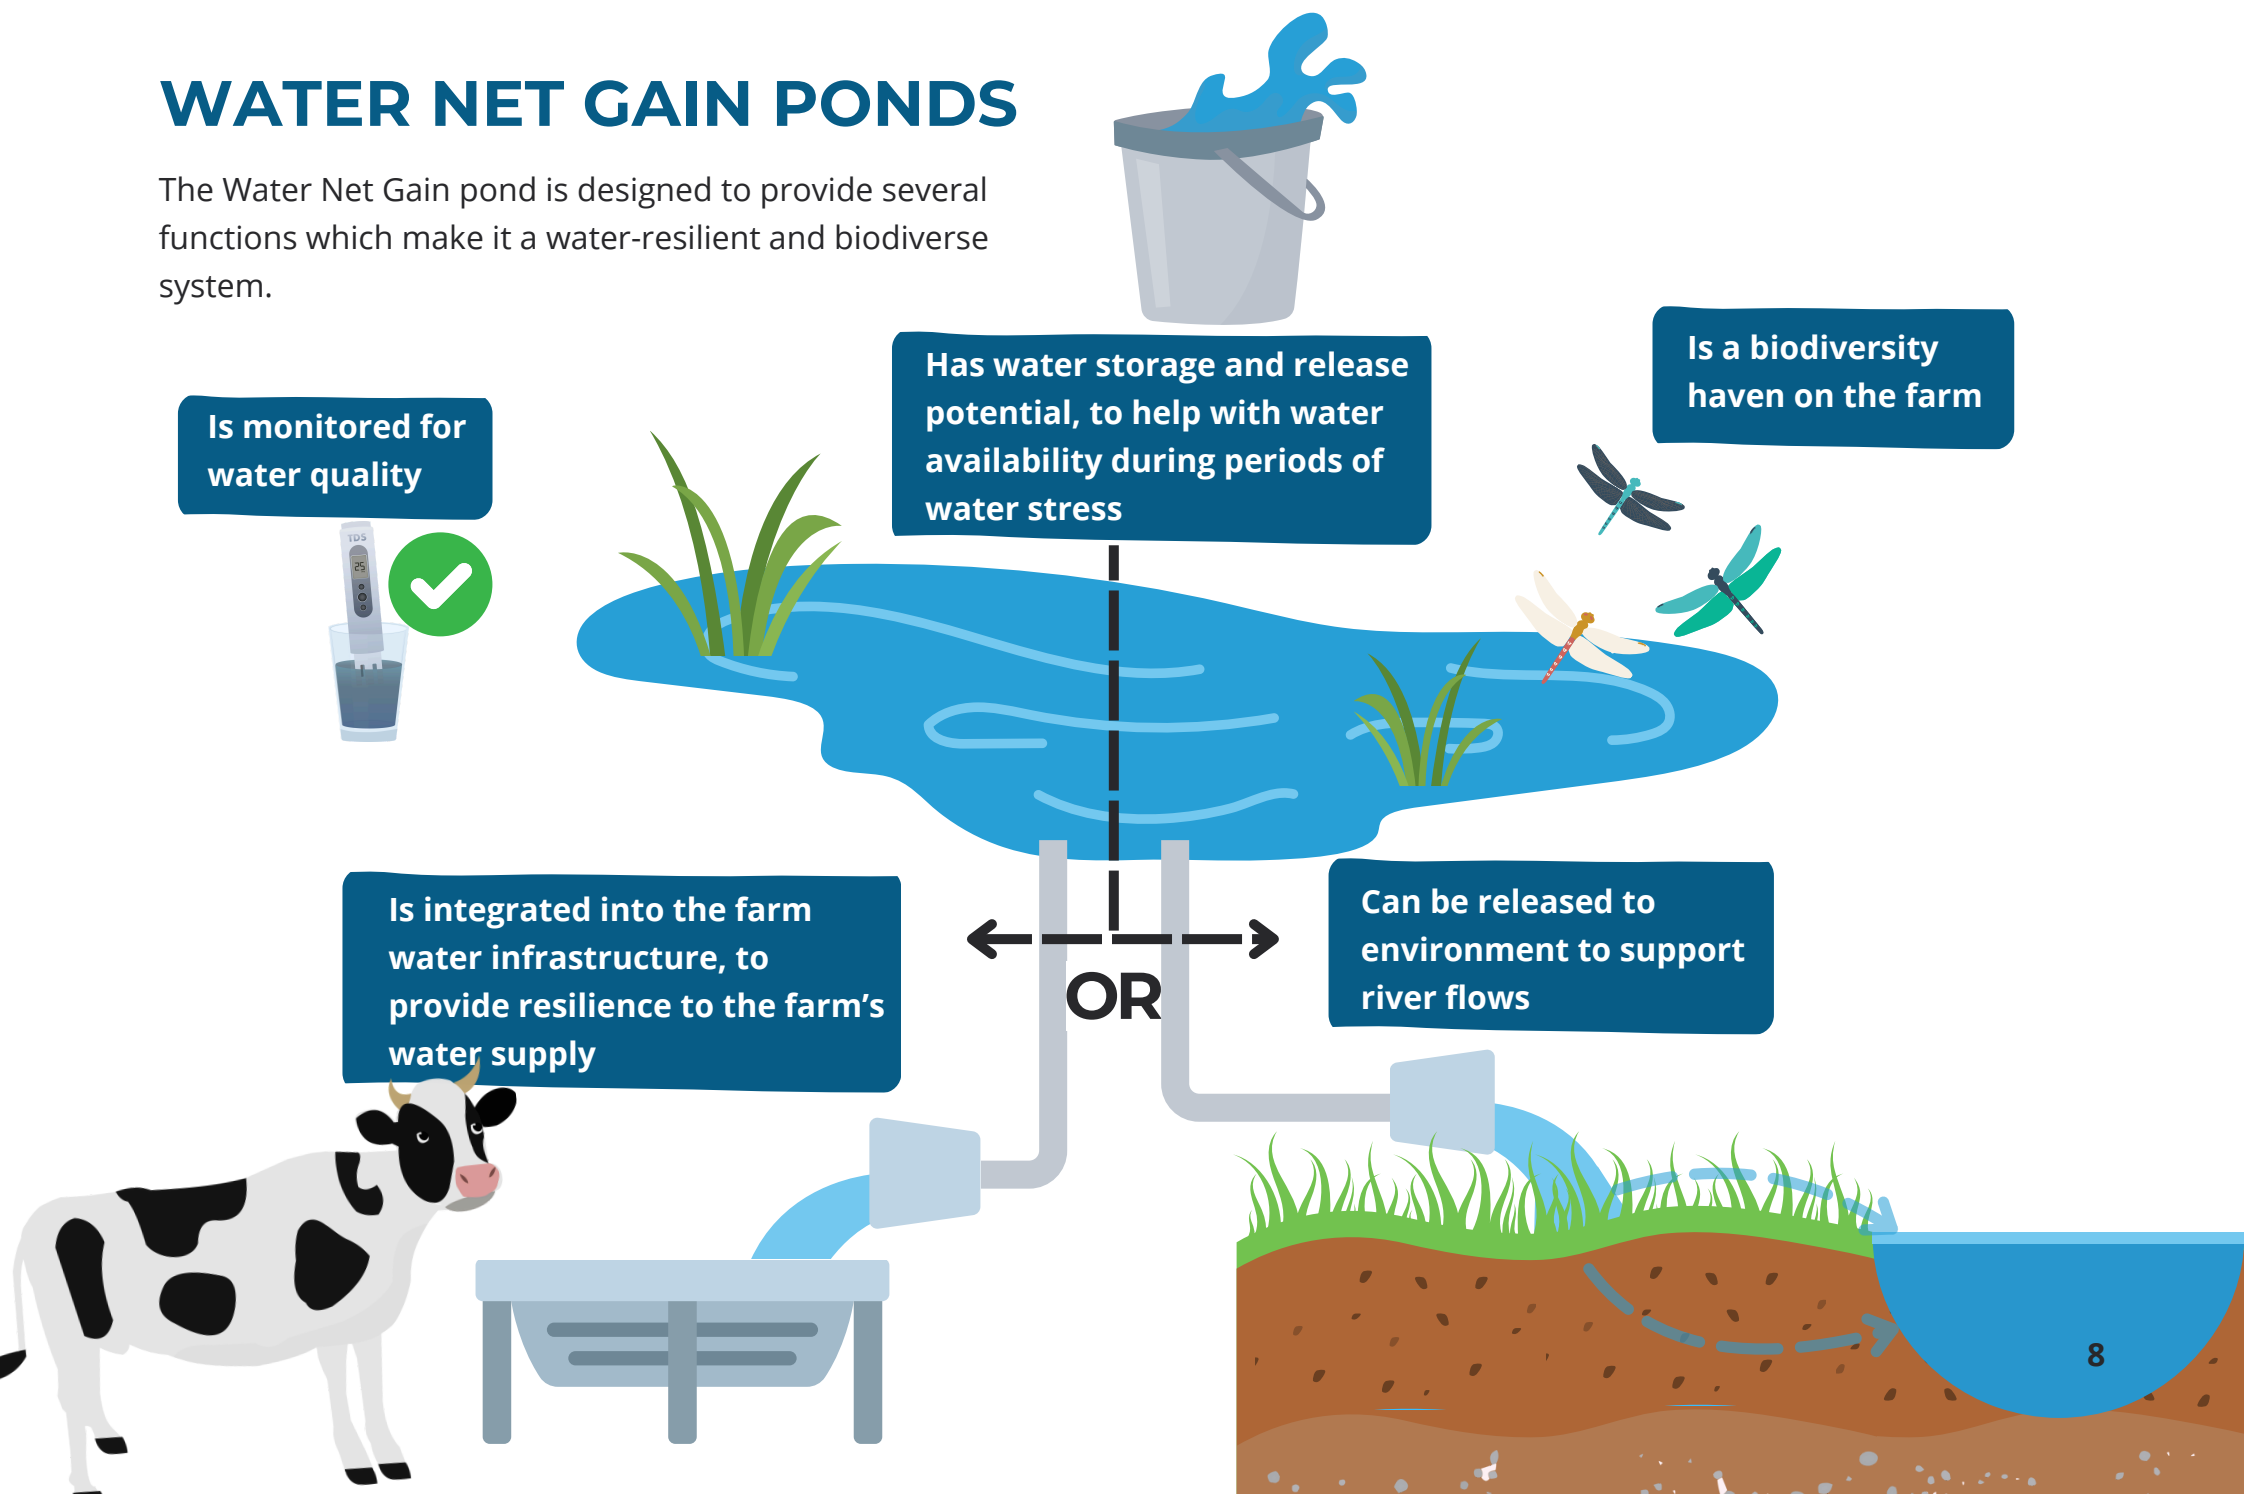 WATER NET GAIN PONDS
The Water Net Gain pond is designed to provide several
functions which make it a water-resilient and biodiverse
system.
Is a biodiversity
haven on the farm
Has water storage and release
potential, to help with water
availability during periods of
water stress
Is monitored for
water quality
TDS
25
Is integrated into the farm
water infrastructure, to
provide resilience to the farm’s
water supply
OR
Can be released to
environment to support
river flows
8